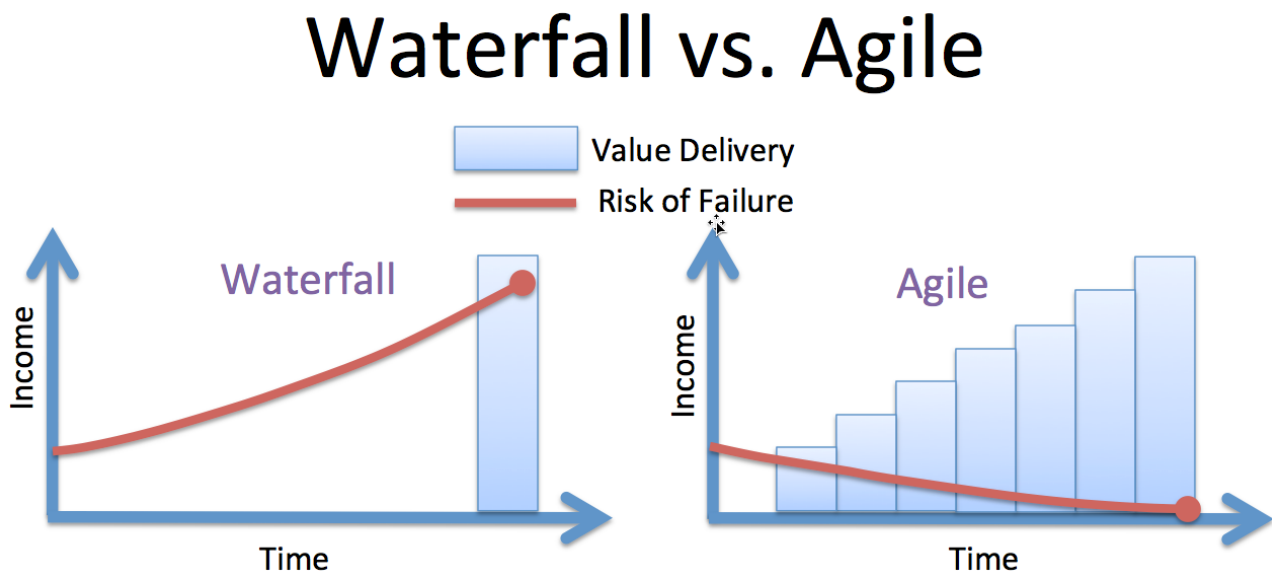 Waterfall vs. Agile
Value Delivery
Risk of Failure
Waterfall
Income
Time
Agile
Income
Time